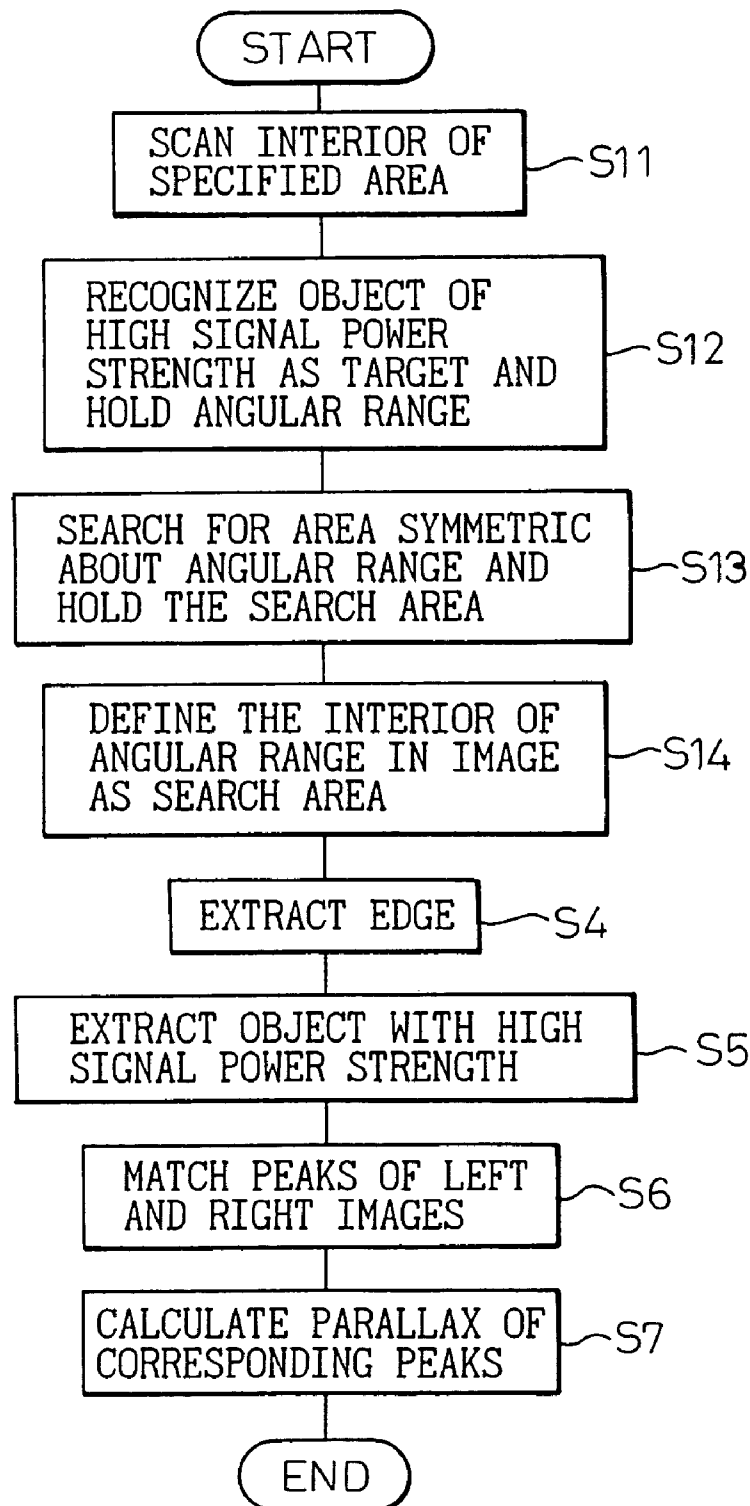 START
SCAN INTERIOR OF
SPECIFIED AREA
S11
RECOGNIZE OBJECT OF
HIGH SIGNAL POWER
STRENGTH AS TARGET AND
HOLD ANGULAR RANGE
S12
SEARCH FOR AREA SYMMETRIC
ABOUT ANGULAR RANGE AND
HOLD THE SEARCH AREA
S13
DEFINE THE INTERIOR OF
ANGULAR RANGE IN IMAGE
AS SEARCH AREA
S14
EXTRACT EDGE
S4
EXTRACT OBJECT WITH HIGH
SIGNAL POWER STRENGTH
S5
MATCH PEAKS OF LEFT
AND RIGHT IMAGES
S6
CALCULATE PARALLAX OF
CORRESPONDING PEAKS
S7
END